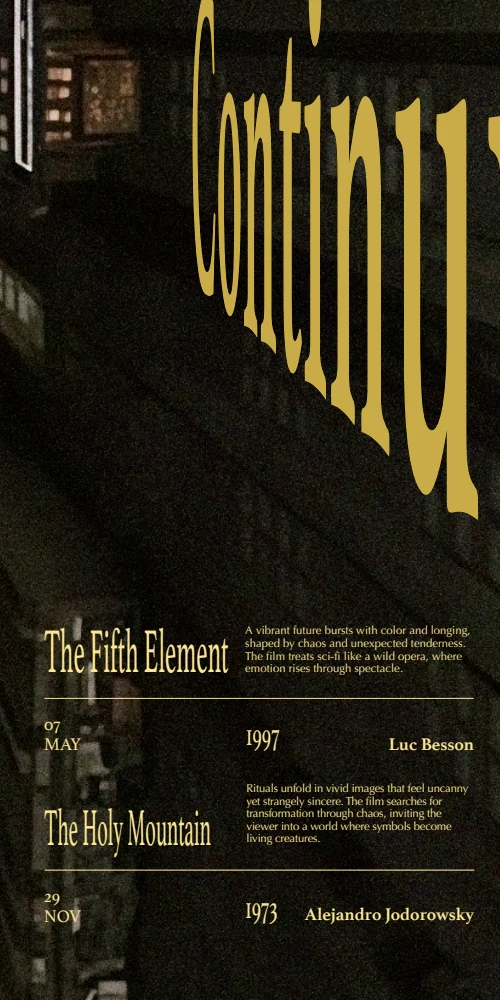 Continu
The Fifth Element
A vibrant future bursts with color and longing,
shaped by chaos and unexpected tenderness.
The film treats sci-fi like a wild opera, where
emotion rises through spectacle.
07
MAY
1997
Luc Besson
The Holy Mountain
Rituals unfold in vivid images that feel uncanny
yet strangely sincere. The film searches for
transformation through chaos, inviting the
viewer into a world where symbols become
living creatures.
29
NOV
1973
Alejandro Jodorowsky